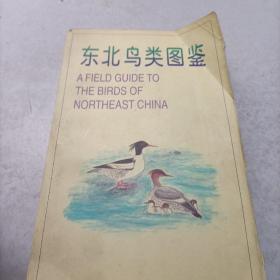 东北鸟类图鉴
A FIELD GUIDE TO
THE BIRDS OF
NORTHEAST CHINA